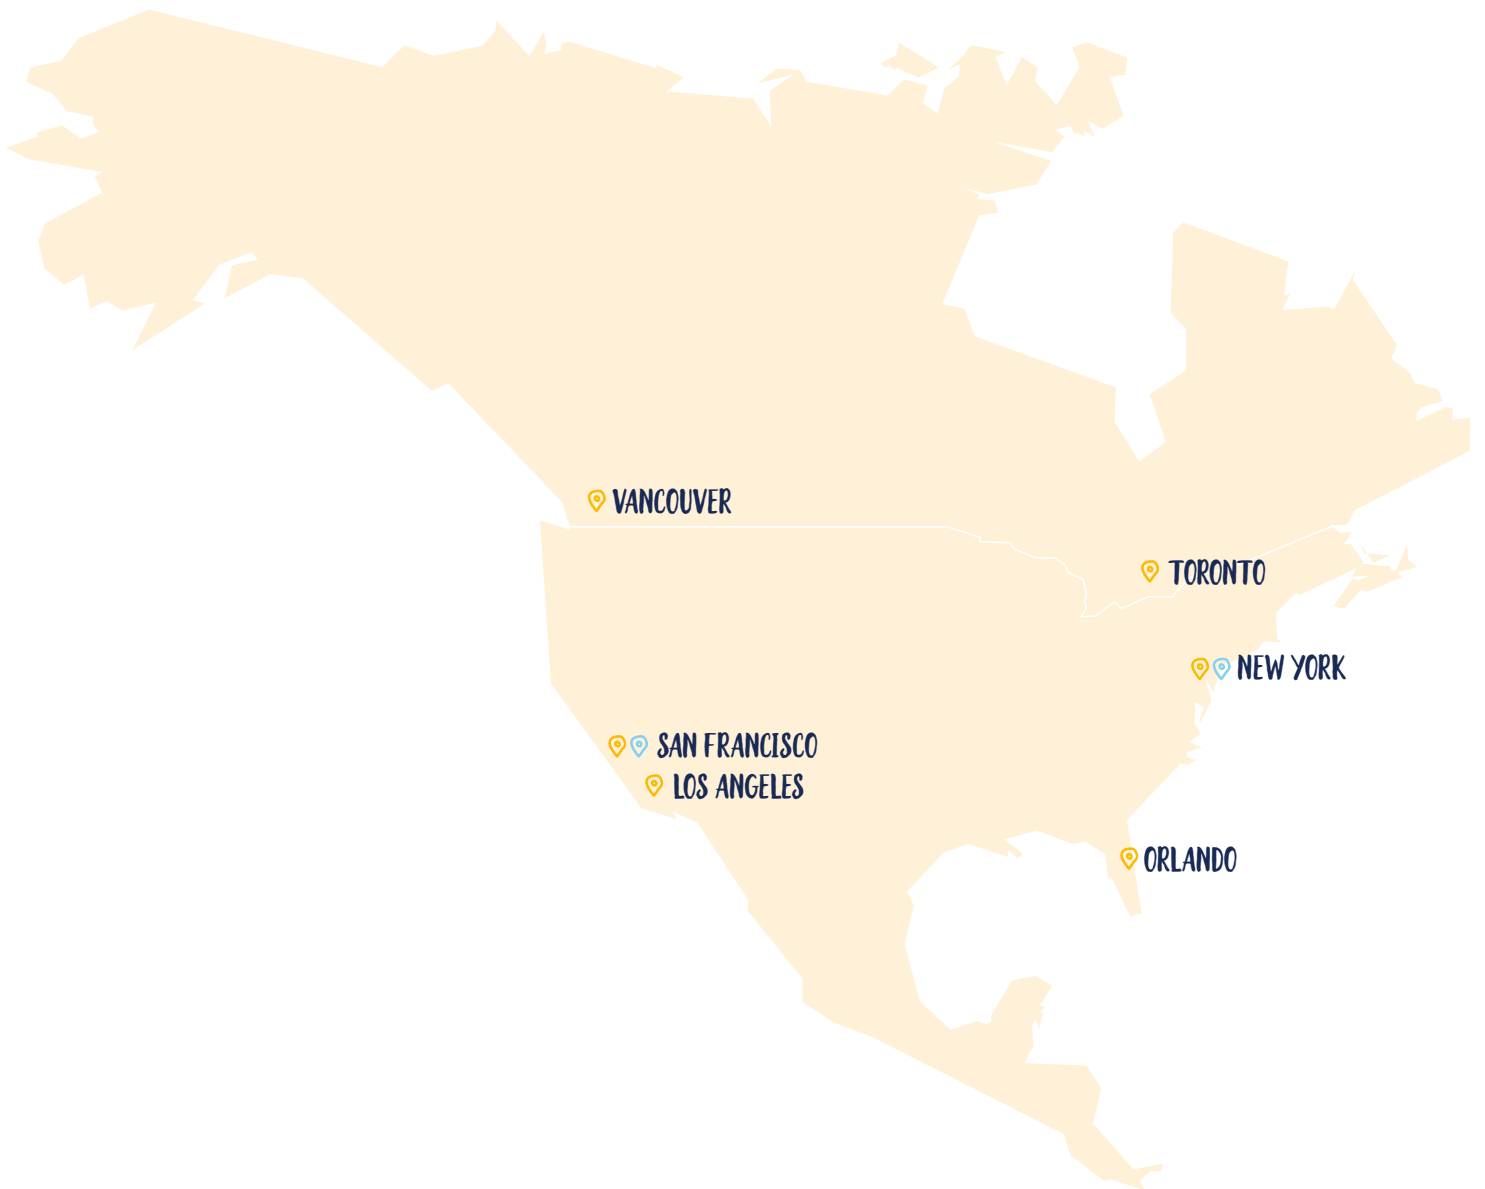 VANCOUVER
TORONTO
NEW YORK
SAN FRANCISCO
LOS ANGELES
ORLANDO